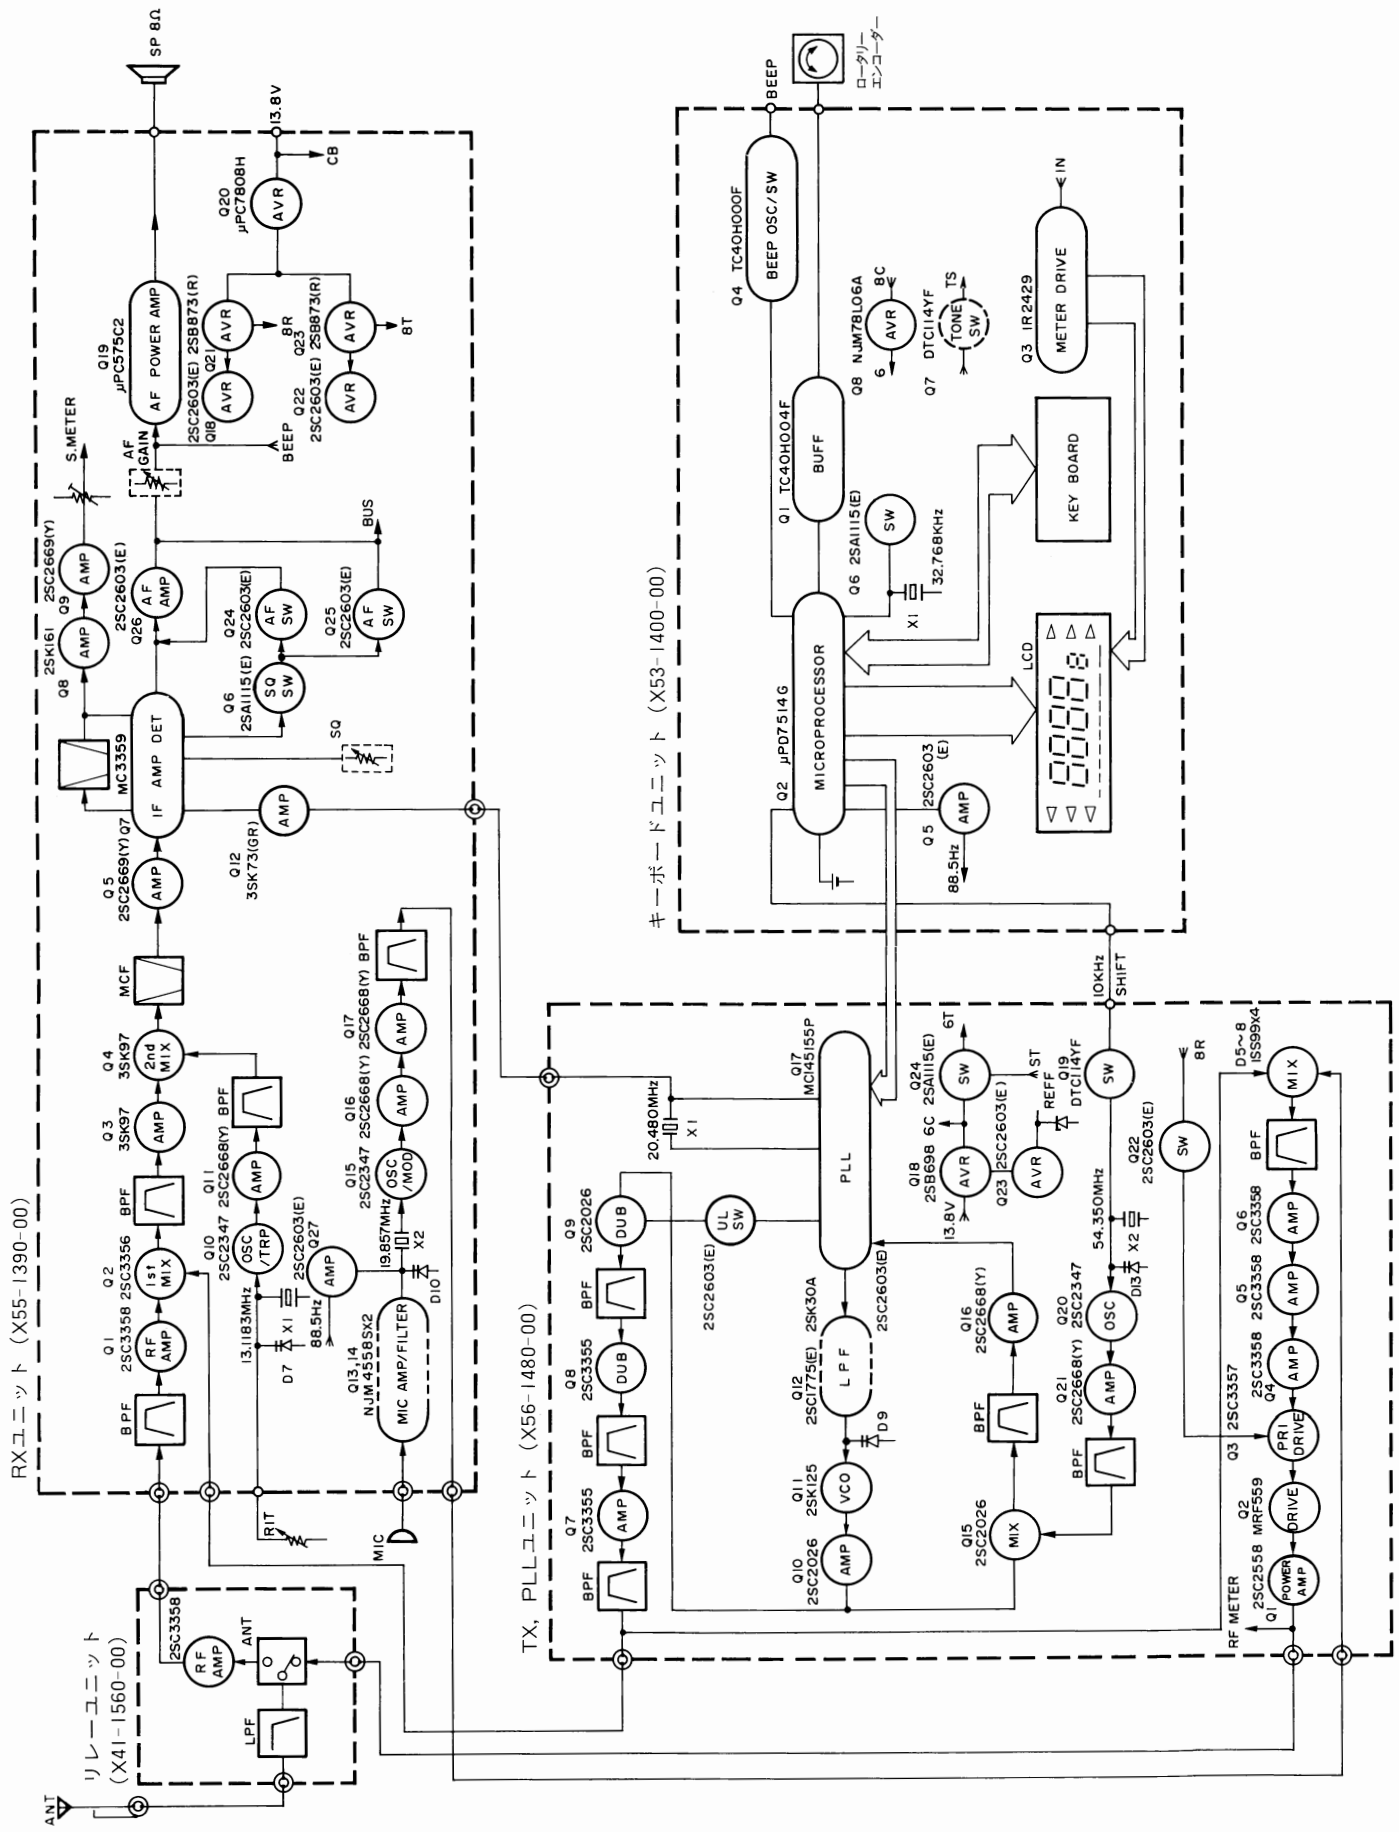 RXユニット (X55-1390-00)
BPF
Q1
2SC3358
RF
AMP
Q2
2SC3356
1st
MIX
BPF
Q3
3SK97
AMP
Q4
3SK97
2nd
MIX
MCF
Q5
2SC2669(Y)
AMP
Q7
MC3359
IF AMP DET
Q8
2SK161
AMP
Q9
2SC2669(Y)
AMP
S.METER
Q26
2SC2603(E)
AF
AMP
AF
GAIN
Q19
μPC575C2
AF POWER AMP
SP 8Ω
Q6
2SA1115(E)
SQ
SW
Q24
2SC2603(E)
AF
SW
Q25
2SC2603(E)
AF
SW
BUS
SQ
BEEP
Q12
3SK73(GR)
AMP
Q18
2SC2603(E)
AVR
Q21
2SB873(R)
AVR
8R
Q22
2SC2603(E)
AVR
Q23
2SB873(R)
AVR
8T
Q20
μPC7808H
AVR
13.8V
CB
13.1183MHz
D7
X1
Q10
2SC2347
OSC
/TRP
Q11
2SC2668(Y)
AMP
BPF
88.5Hz
2SC2603(E)
Q27
AMP
Q13,14
NJM4558SX2
MIC AMP/FILTER
D10
19.857MHz
X2
Q15
2SC2347
OSC
/MOD
Q16
2SC2668(Y)
AMP
Q17
2SC2668(Y)
AMP
BPF
RIT
MIC
リレーユニット
(X41-1560-00)
ANT
LPF
ANT
2SC3358
RF
AMP
TX, PLLユニット (X56-1480-00)
BPF
Q7
2SC3355
AMP
BPF
Q8
2SC3355
DUB
BPF
Q9
2SC2026
DUB
2SC2603(E)
UL
SW
20.480MHz
X1
Q17
MC145155P
PLL
Q10
2SC2026
AMP
Q11
2SK125
VCO
D9
Q12
2SC1775(E)
2SK30A
2SC2603(E)
LPF
Q15
2SC2026
MIX
BPF
Q16
2SC2668(Y)
AMP
13.8V
Q18
2SB698
AVR
6C
Q24
2SA1115(E)
SW
6T
ST
Q23
2SC2603(E)
AVR
REFF
BPF
Q21
2SC2668(Y)
AMP
Q20
2SC2347
OSC
D13
X2
54.350MHz
Q19
DTC114YF
SW
10KHz
SHIFT
Q22
2SC2603(E)
SW
8R
RF METER
Q1
2SC2558
POWER
AMP
Q2
MRF559
DRIVE
Q3
2SC3357
PRI
DRIVE
Q4
2SC3358
AMP
Q5
2SC3358
AMP
Q6
2SC3358
AMP
BPF
D5~8
1SS99x4
MIX
キーボードユニット (X53-1400-00)
Q2
μPD7514G
MICROPROCESSOR
Q1
TC40H004F
BUFF
Q4
TC40H000F
BEEP OSC/SW
BEEP
ロータリー
エンコーダー
Q6
2SA1115(E)
SW
X1
32.768KHz
Q8
NJM78L06A
6
AVR
8C
Q7
DTC114YF
TONE
SW
TS
Q5
2SC2603
(E)
AMP
88.5Hz
LCD
KEY BOARD
Q3
IR2429
METER DRIVE
IN